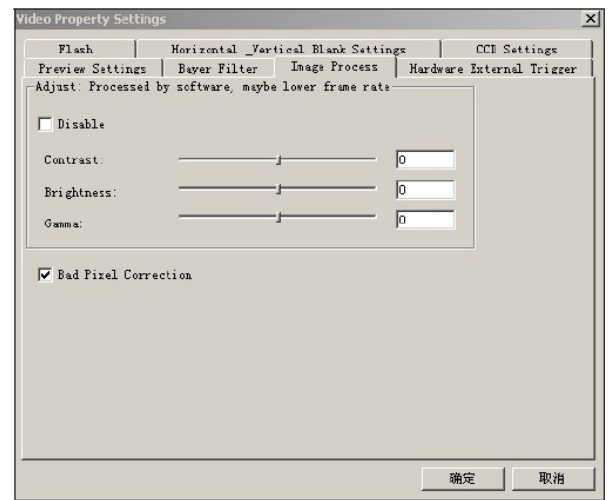 Video Property Settings
Flash Horizontal _Vertical Blank Settings CCD Settings
Preview Settings Bayer Filter Image Process Hardware External Trigger
Adjust: Processed by software, maybe lower frame rate
Disable
Contrast: 0
Brightness: 0
Gamma: 0
Bad Pixel Correction
确定 取消